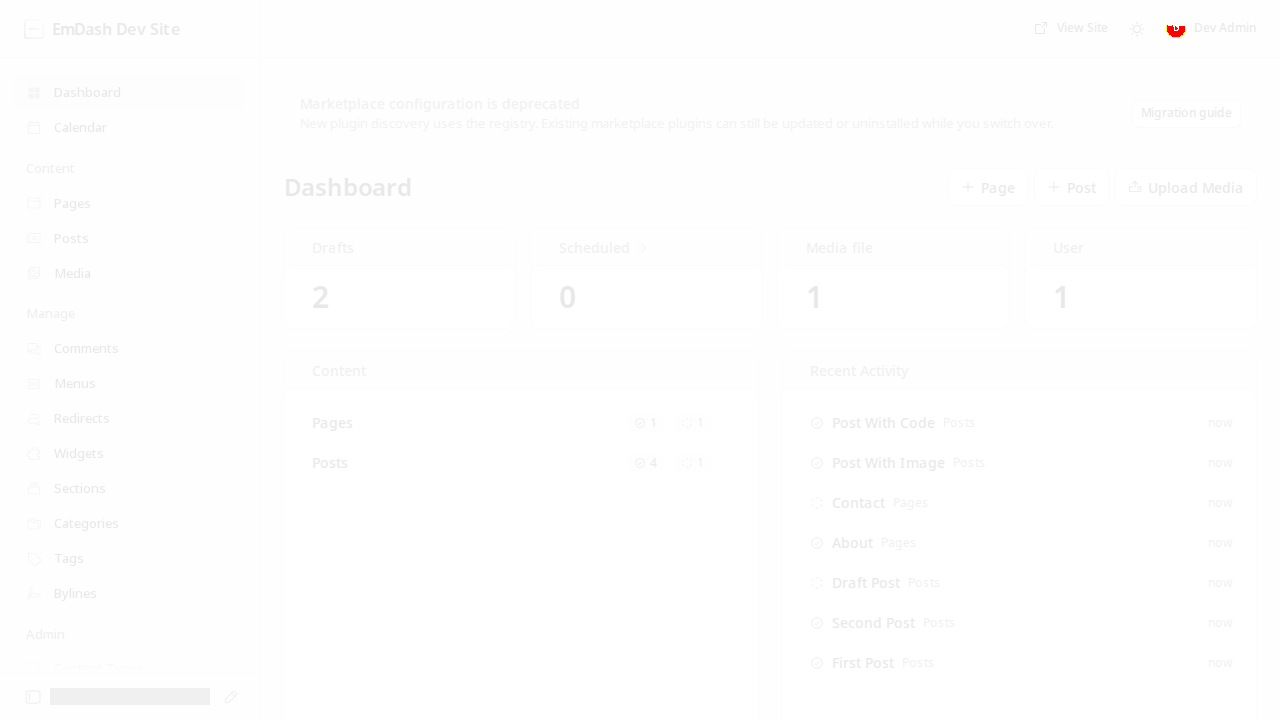 EmDash Dev Site
View Site
Dev Admin
Dashboard
Calendar
Content
Pages
Posts
Media
Manage
Comments
Menus
Redirects
Widgets
Sections
Categories
Tags
Bylines
Admin
Marketplace configuration is deprecated
New plugin discovery uses the registry. Existing marketplace plugins can still be updated or uninstalled while you switch over.
Migration guide
Dashboard
Page
Post
Upload Media
Drafts
2
Scheduled
0
Media file
1
User
1
Content
Pages 1 1
Posts 4 1
Recent Activity
Post With Code Posts now
Post With Image Posts now
Contact Pages now
About Pages now
Draft Post Posts now
Second Post Posts now
First Post Posts now